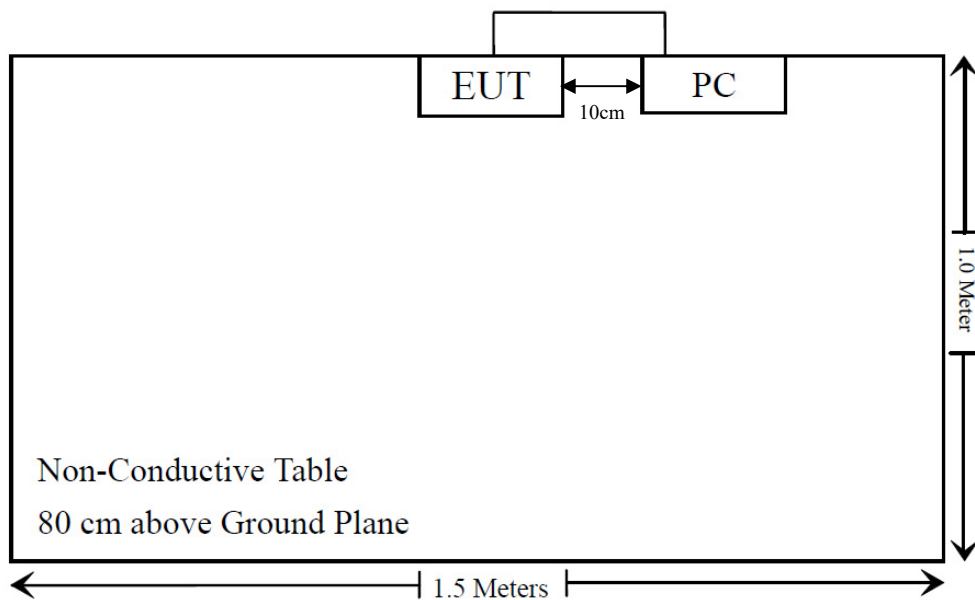 EUT
PC
10cm
1.0 Meter
Non-Conductive Table
80 cm above Ground Plane
1.5 Meters